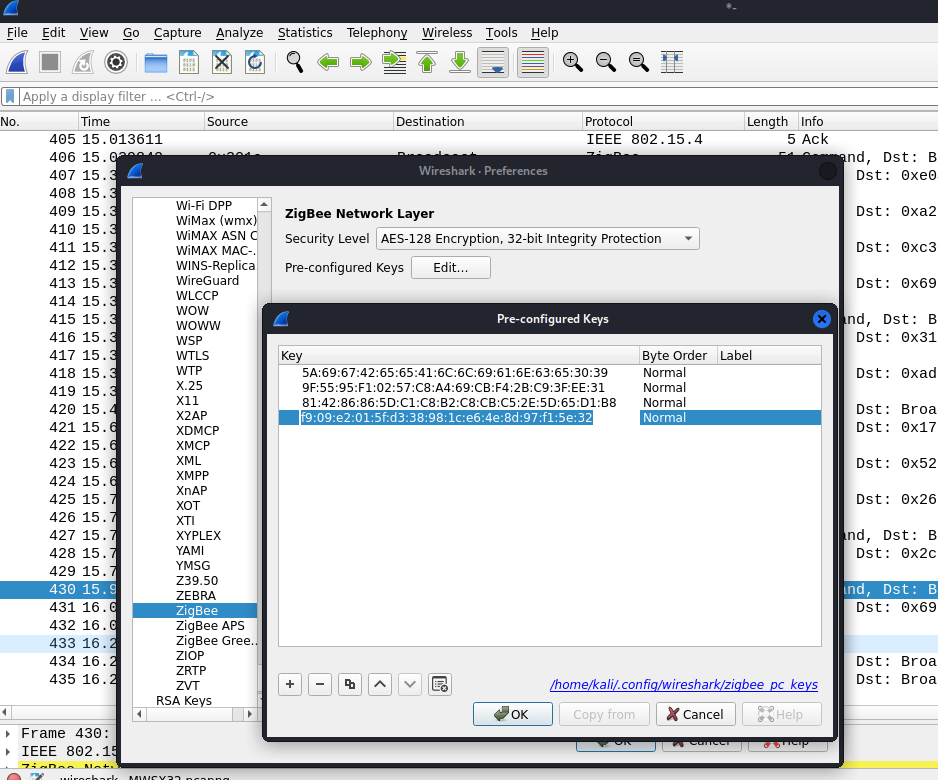 *-
File Edit View Go Capture Analyze Statistics Telephony Wireless Tools Help
Apply a display filter ... <Ctrl-/>
No. Time Source Destination Protocol Length Info
405 15.013611 IEEE 802.15.4 5 Ack
406 Broadcast ZigBee 51 Command, Dst: B
407 15.3 Dst: 0xe0
408 15.3
409 15.3 Dst: 0xa2
410 15.3
411 15.3 Dst: 0xc3
412 15.3
413 15.3 Dst: 0x69
414 15.3
415 15.3 nd, Dst: B
416 15.3 Dst: 0x31
417 15.3
418 15.3 Dst: 0xad
419 15.3
420 15.4 Dst: Broa
421 15.6 Dst: 0x17
422 15.6
423 15.6 Dst: 0x52
424 15.6
425 15.7 Dst: 0x26
426 15.7
427 15.7 nd, Dst: B
428 15.7 Dst: 0x2c
429 15.7
430 15.9 nd, Dst: B
431 16.0 Dst: 0x69
432 16.0
433 16.2
434 16.2 Dst: Broa
435 16.2 Dst: Broa
Wireshark · Preferences
Wi-Fi DPP
WiMax (wmx)
WiMAX ASN C
WiMAX MAC-.
WINS-Replica
WireGuard
WLCCP
WOW
WOWW
WSP
WTLS
WTP
X.25
X11
X2AP
XDMCP
XMCP
XML
XMPP
XnAP
XOT
XTI
XYPLEX
YAMI
YMSG
Z39.50
ZEBRA
ZigBee
ZigBee APS
ZigBee Gree..
ZIOP
ZRTP
ZVT
RSA Keys
ZigBee Network Layer
Security Level AES-128 Encryption, 32-bit Integrity Protection
Pre-configured Keys Edit...
Pre-configured Keys
Key Byte Order Label
5A:69:67:42:65:65:41:6C:6C:69:61:6E:63:65:30:39 Normal
9F:55:95:F1:02:57:C8:A4:69:CB:F4:2B:C9:3F:EE:31 Normal
81:42:86:86:5D:C1:C8:B2:C8:CB:C5:2E:5D:65:D1:B8 Normal
f9:09:e2:01:5f:d3:38:98:1c:e6:4e:8d:97:f1:5e:32 Normal
/home/kali/.config/wireshark/zigbee_pc_keys
OK Copy from Cancel Help
OK Cancel Help
Frame 430:
IEEE 802.15
ZigBee Netw
wireshark MWSX32.pcapng